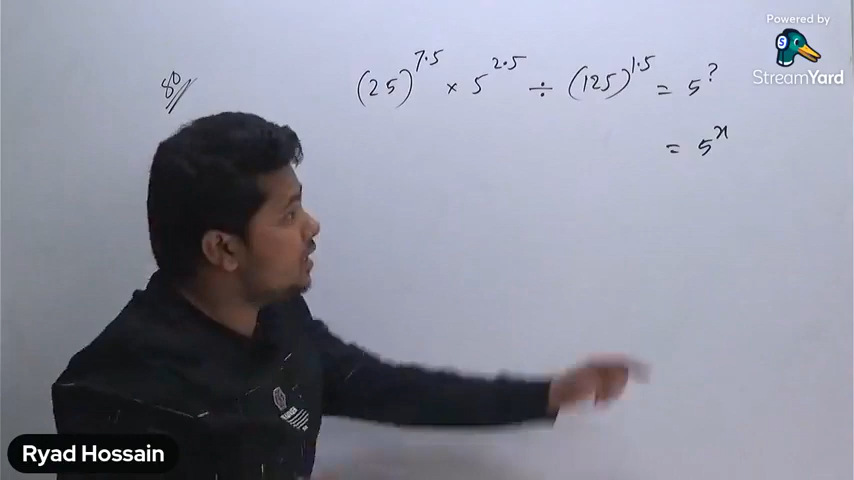 Powered by
StreamYard
80
(25)^7.5 × 5^2.5 ÷ (125)^1.5 = 5^?
= 5^x
Ryad Hossain